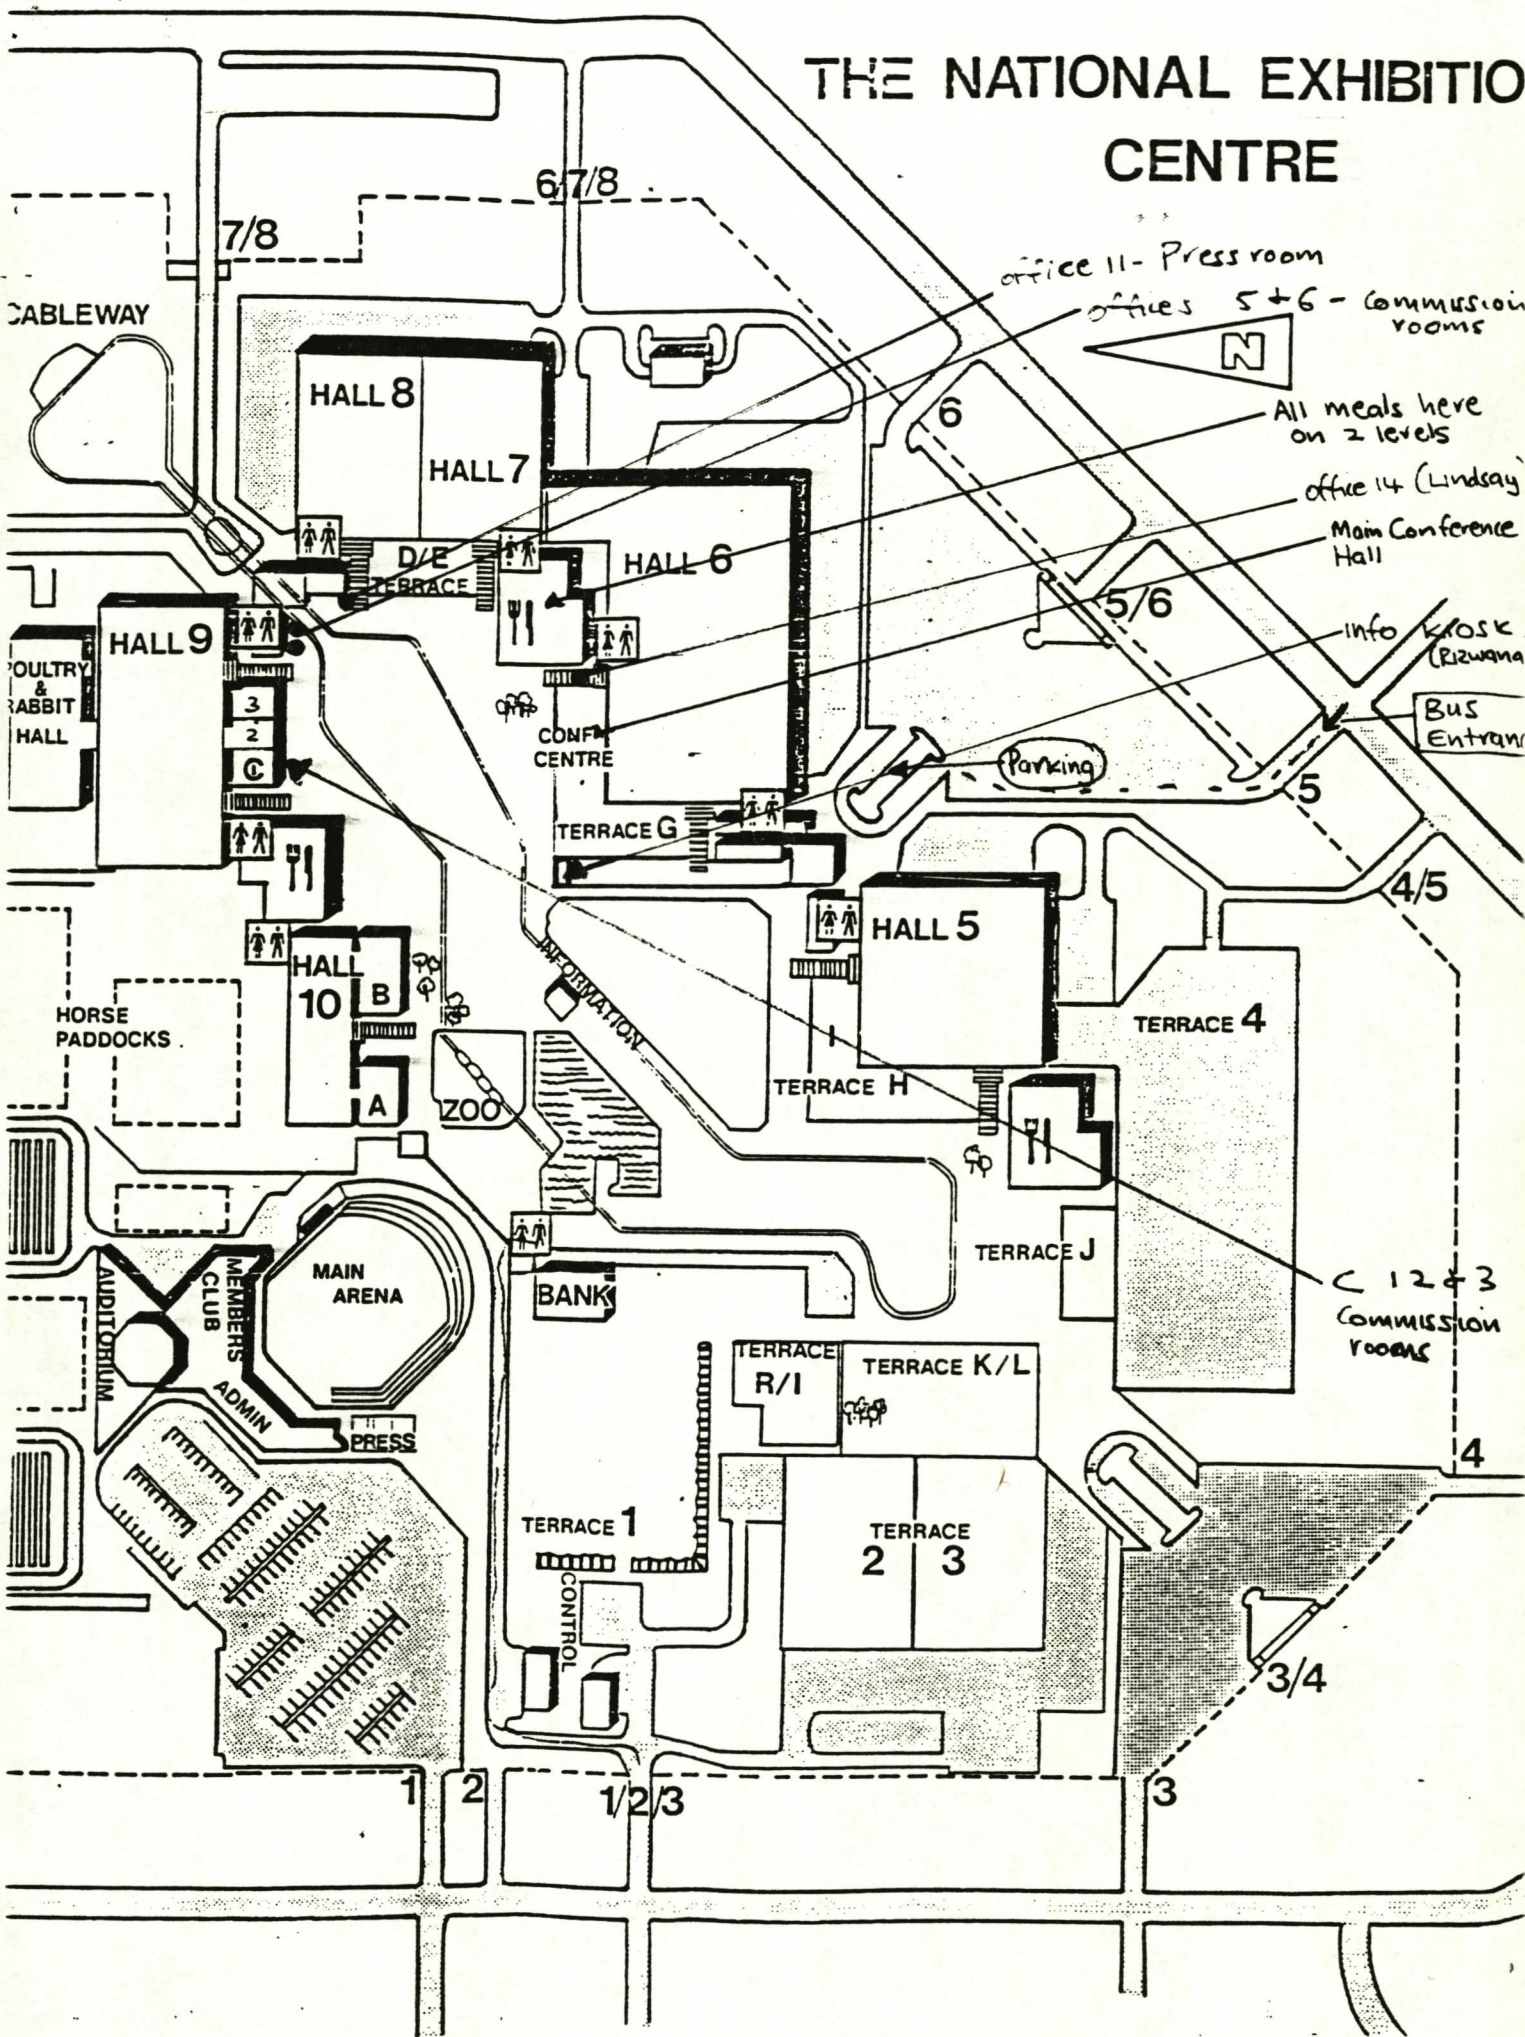 THE NATIONAL EXHIBITIO
CENTRE
6/7/8
7/8
office 11 - Press room
offices 5 & 6 - Commission
rooms
CABLEWAY
N
HALL 8
HALL 7
6
All meals here
on 2 levels
office 14 (Lindsay)
Main Conference
Hall
D/E
TERRACE
HALL 6
5/6
HALL 9
info KIOSK
(Rizwana
POULTRY
&
RABBIT
HALL
3
2
C1
Bus
Entran
CONF
CENTRE
Parking
5
TERRACE G
4/5
HALL 5
HALL
10
B
INFORMATION
HORSE
PADDOCKS.
TERRACE 4
I
TERRACE H
A
ZOO
TERRACE J
C 1 2 & 3
Commission
rooms
AUDITORIUM
MEMBERS
CLUB
MAIN
ARENA
BANK
ADMIN
PRESS
TERRACE
R/I
TERRACE K/L
4
TERRACE 1
TERRACE
2 3
CONTROL
3/4
1 2 1/2/3 3